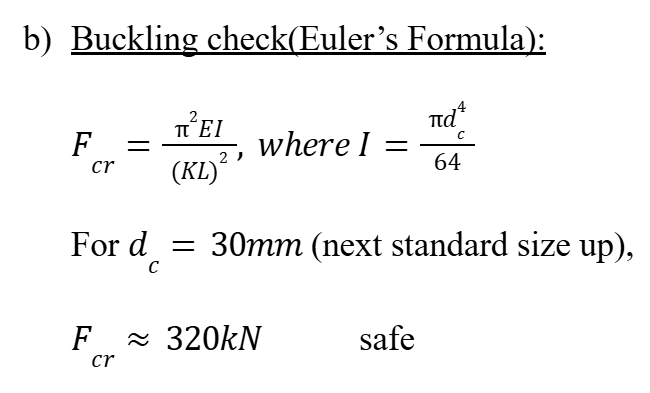 b) Buckling check(Euler's Formula):
F_cr = π²EI / (KL)², where I = πd_c⁴ / 64
For d_c = 30mm (next standard size up),
F_cr ≈ 320kN safe